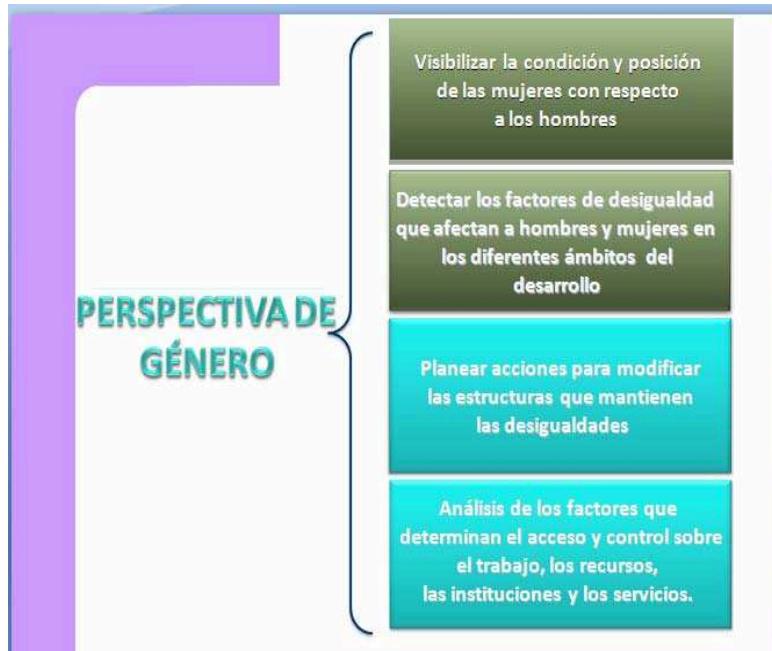 PERSPECTIVA DE
GÉNERO
Visibilizar la condición y posición
de las mujeres con respecto
a los hombres
Detectar los factores de desigualdad
que afectan a hombres y mujeres en
los diferentes ámbitos del
desarrollo
Planear acciones para modificar
las estructuras que mantienen
las desigualdades
Análisis de los factores que
determinan el acceso y control sobre
el trabajo, los recursos,
las instituciones y los servicios.